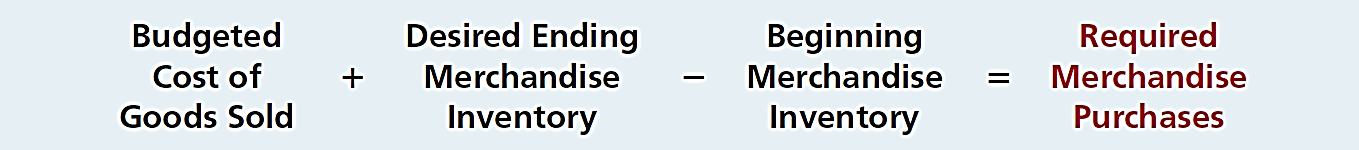 Budgeted Cost of Goods Sold + Desired Ending Merchandise Inventory − Beginning Merchandise Inventory = Required Merchandise Purchases